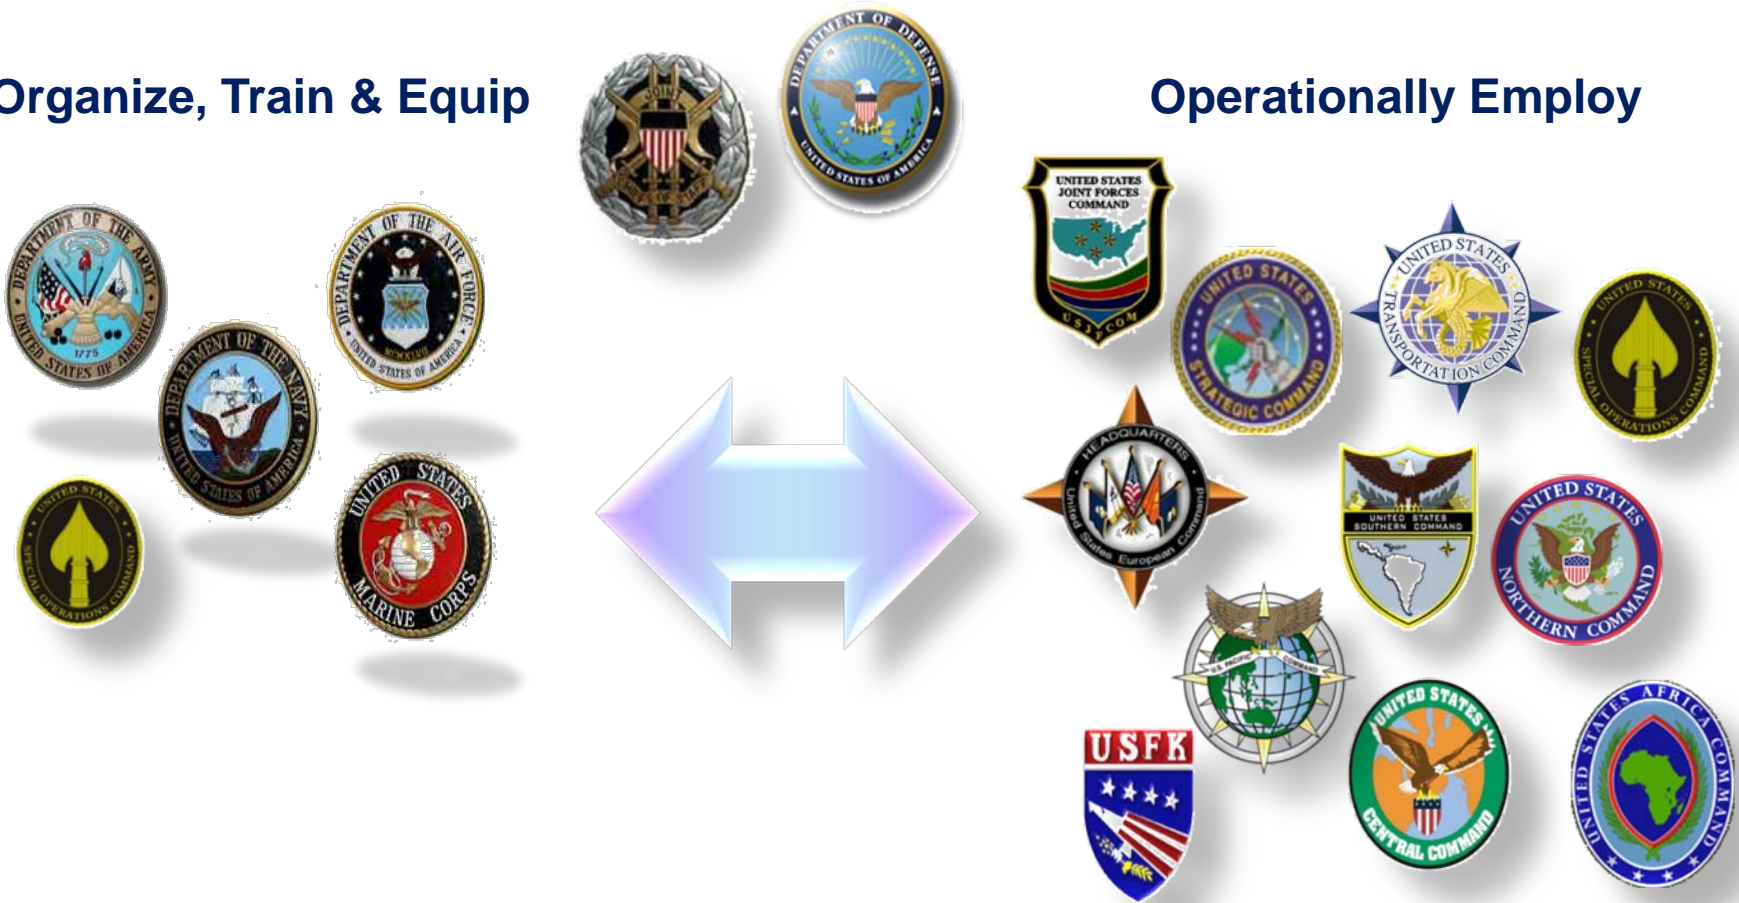 Organize, Train & Equip
Operationally Employ
JOINT
DEPARTMENT OF DEFENSE
UNITED STATES OF AMERICA
DEPARTMENT OF THE ARMY
1775
UNITED STATES OF AMERICA
DEPARTMENT OF THE AIR FORCE
MCMXLVII
UNITED STATES OF AMERICA
DEPARTMENT OF THE NAVY
UNITED STATES OF AMERICA
UNITED STATES
SPECIAL OPERATIONS COMMAND
UNITED STATES
MARINE CORPS
UNITED STATES
JOINT FORCES
COMMAND
USJFCOM
UNITED STATES
STRATEGIC COMMAND
UNITED STATES
TRANSPORTATION COMMAND
UNITED STATES
SPECIAL OPERATIONS COMMAND
HEADQUARTERS
United States European Command
UNITED STATES
SOUTHERN COMMAND
UNITED STATES
NORTHERN COMMAND
U.S. PACIFIC COMMAND
USFK
UNITED STATES
CENTRAL COMMAND
UNITED STATES AFRICA COMMAND